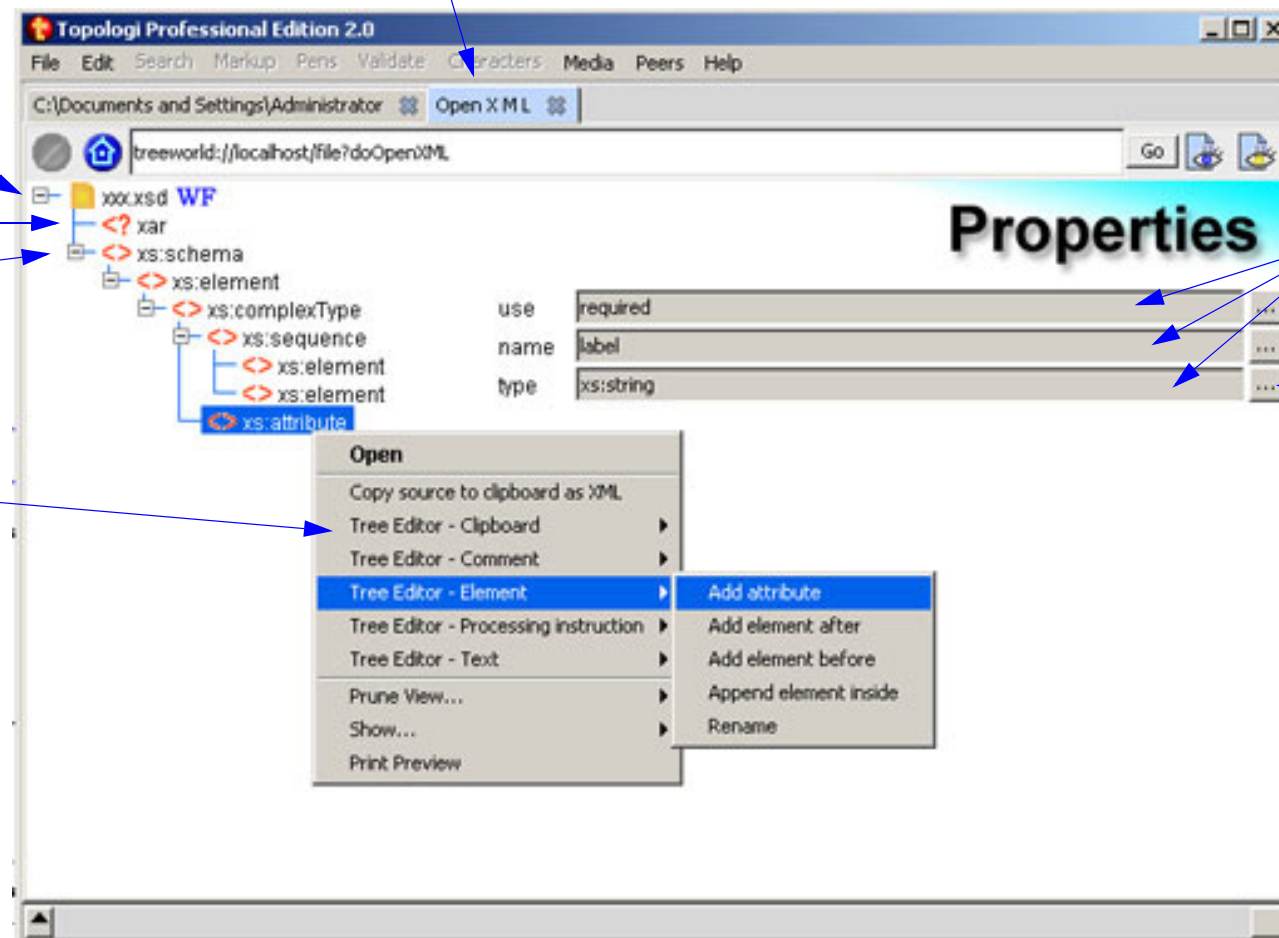 Topologi Professional Edition 2.0
File Edit Search Markup Pens Validate Characters Media Peers Help
C:\Documents and Settings\Administrator Open X M L
treeworld://localhost/file?doOpenXML Go
xxx.xsd WF
<? xar
Properties
<> xs:schema
<> xs:element
<> xs:complexType use required ...
<> xs:sequence name label ...
<> xs:element
<> xs:element type xs:string ...
<> xs:attribute
Open
Copy source to clipboard as XML
Tree Editor - Clipboard
Tree Editor - Comment
Tree Editor - Element Add attribute
Tree Editor - Processing instruction Add element after
Tree Editor - Text Add element before
Prune View... Append element inside
Show... Rename
Print Preview